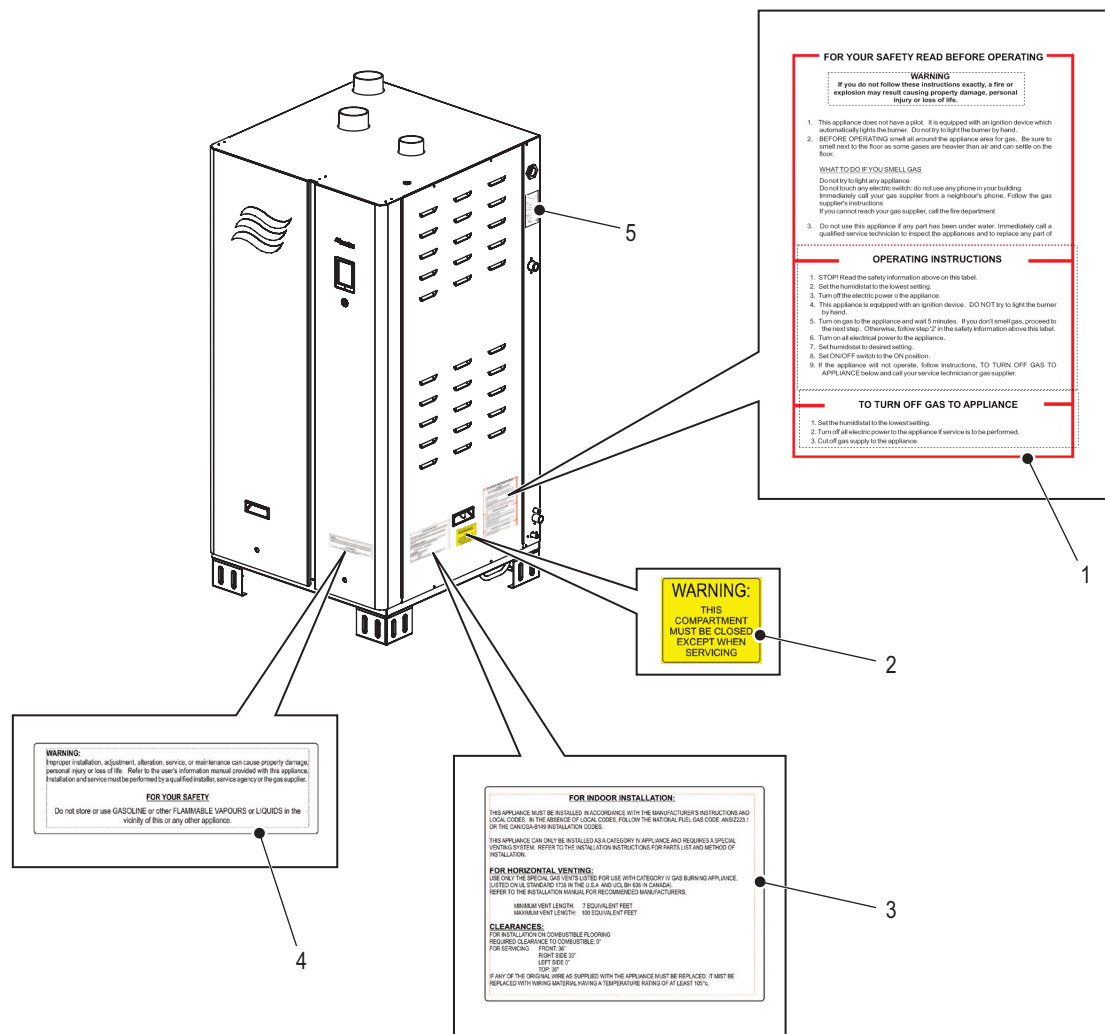 FOR YOUR SAFETY READ BEFORE OPERATING
WARNING
If you do not follow these instructions exactly, a fire or
explosion may result causing property damage, personal
injury or loss of life.
1. This appliance does not have a pilot. It is equipped with an ignition device which
automatically lights the burner. Do not try to light the burner by hand.
2. BEFORE OPERATING smell all around the appliance area for gas. Be sure to
smell next to the floor as some gases are heavier than air and can settle on the
floor.
WHAT TO DO IF YOU SMELL GAS
Do not try to light any appliance
Do not touch any electric switch: do not use any phone in your building.
Immediately call your gas supplier from a neighbour's phone. Follow the gas
supplier's instructions
If you cannot reach your gas supplier, call the fire department
3. Do not use this appliance if any part has been under water. Immediately call a
qualified service technician to inspect the appliances and to replace any part of
OPERATING INSTRUCTIONS
1. STOP! Read the safety information above on this label.
2. Set the humidistat to the lowest setting.
3. Turn off the electric power o the appliance.
4. This appliance is equipped with an ignition device. DO NOT try to light the burner
by hand.
5. Turn on gas to the appliance and wait 5 minutes. If you don't smell gas, proceed to
the next step. Otherwise, follow step '2' in the safety information above this label.
6. Turn on all electrical power to the appliance.
7. Set humidistat to desired setting.
8. Set ON/OFF switch to the ON position.
9. If the appliance will not operate, follow instructions, TO TURN OFF GAS TO
APPLIANCE below and call your service technician or gas supplier.
TO TURN OFF GAS TO APPLIANCE
1. Set the humidistat to the lowest setting.
2. Turn off all electric power to the appliance if service is to be performed.
3. Cut off gas supply to the appliance.
1
5
WARNING:
THIS
COMPARTMENT
MUST BE CLOSED
EXCEPT WHEN
SERVICING
2
WARNING:
Improper installation, adjustment, alteration, service, or maintenance can cause property damage,
personal injury or loss of life. Refer to the user's information manual provided with this appliance.
Installation and service must be performed by a qualified installer, service agency or the gas supplier.
FOR YOUR SAFETY
Do not store or use GASOLINE or other FLAMMABLE VAPOURS or LIQUIDS in the
vicinity of this or any other appliance.
4
FOR INDOOR INSTALLATION:
THIS APPLIANCE MUST BE INSTALLED IN ACCORDANCE WITH THE MANUFACTURER'S INSTRUCTIONS AND
LOCAL CODES. IN THE ABSENCE OF LOCAL CODES, FOLLOW THE NATIONAL FUEL GAS CODE, ANSIZ223.1
OR THE CAN/CGA-B149 INSTALLATION CODES.
THIS APPLIANCE CAN ONLY BE INSTALLED AS A CATEGORY IV APPLIANCE AND REQUIRES A SPECIAL
VENTING SYSTEM. REFER TO THE INSTALLATION INSTRUCTIONS FOR PARTS LIST AND METHOD OF
INSTALLATION.
FOR HORIZONTAL VENTING:
USE ONLY THE SPECIAL GAS VENTS LISTED FOR USE WITH CATEGORY IV GAS BURNING APPLIANCE,
(LISTED ON UL STANDARD 1738 IN THE U.S.A AND UCL BH 636 IN CANADA).
REFER TO THE INSTALLATION MANUAL FOR RECOMMENDED MANUFACTURERS.
MINIMUM VENT LENGTH: 7 EQUIVALENT FEET
MAXIMUM VENT LENGTH: 100 EQUIVALENT FEET
CLEARANCES:
FOR INSTALLATION ON COMBUSTIBLE FLOORING
REQUIRED CLEARANCE TO COMBUSTIBLE: 0"
FOR SERVICING FRONT: 36"
RIGHT SIDE 30"
LEFT SIDE 0"
TOP: 36"
IF ANY OF THE ORIGINAL WIRE AS SUPPLIED WITH THE APPLIANCE MUST BE REPLACED, IT MIST BE
REPLACED WITH WIRING MATERIAL HAVING A TEMPERATURE RATING OF AT LEAST 105°c.
3